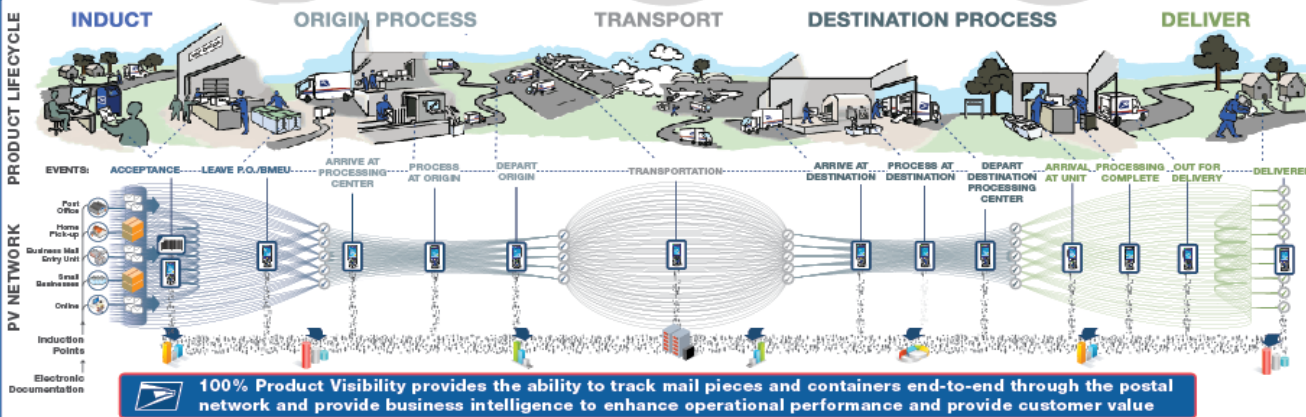 INDUCT
ORIGIN PROCESS
TRANSPORT
DESTINATION PROCESS
DELIVER
PRODUCT LIFECYCLE
EVENTS:
ACCEPTANCE
LEAVE P.O./BMEU
ARRIVE AT
PROCESSING
CENTER
PROCESS
AT ORIGIN
DEPART
ORIGIN
TRANSPORTATION
ARRIVE AT
DESTINATION
PROCESS AT
DESTINATION
DEPART
DESTINATION
PROCESSING
CENTER
ARRIVAL
AT UNIT
PROCESSING
COMPLETE
OUT FOR
DELIVERY
DELIVERED
PV NETWORK
Post
Office
Home
Pick-up
Business Mail
Entry Unit
Small
Businesses
Online
Induction
Points
Electronic
Documentation
100% Product Visibility provides the ability to track mail pieces and containers end-to-end through the postal
network and provide business intelligence to enhance operational performance and provide customer value